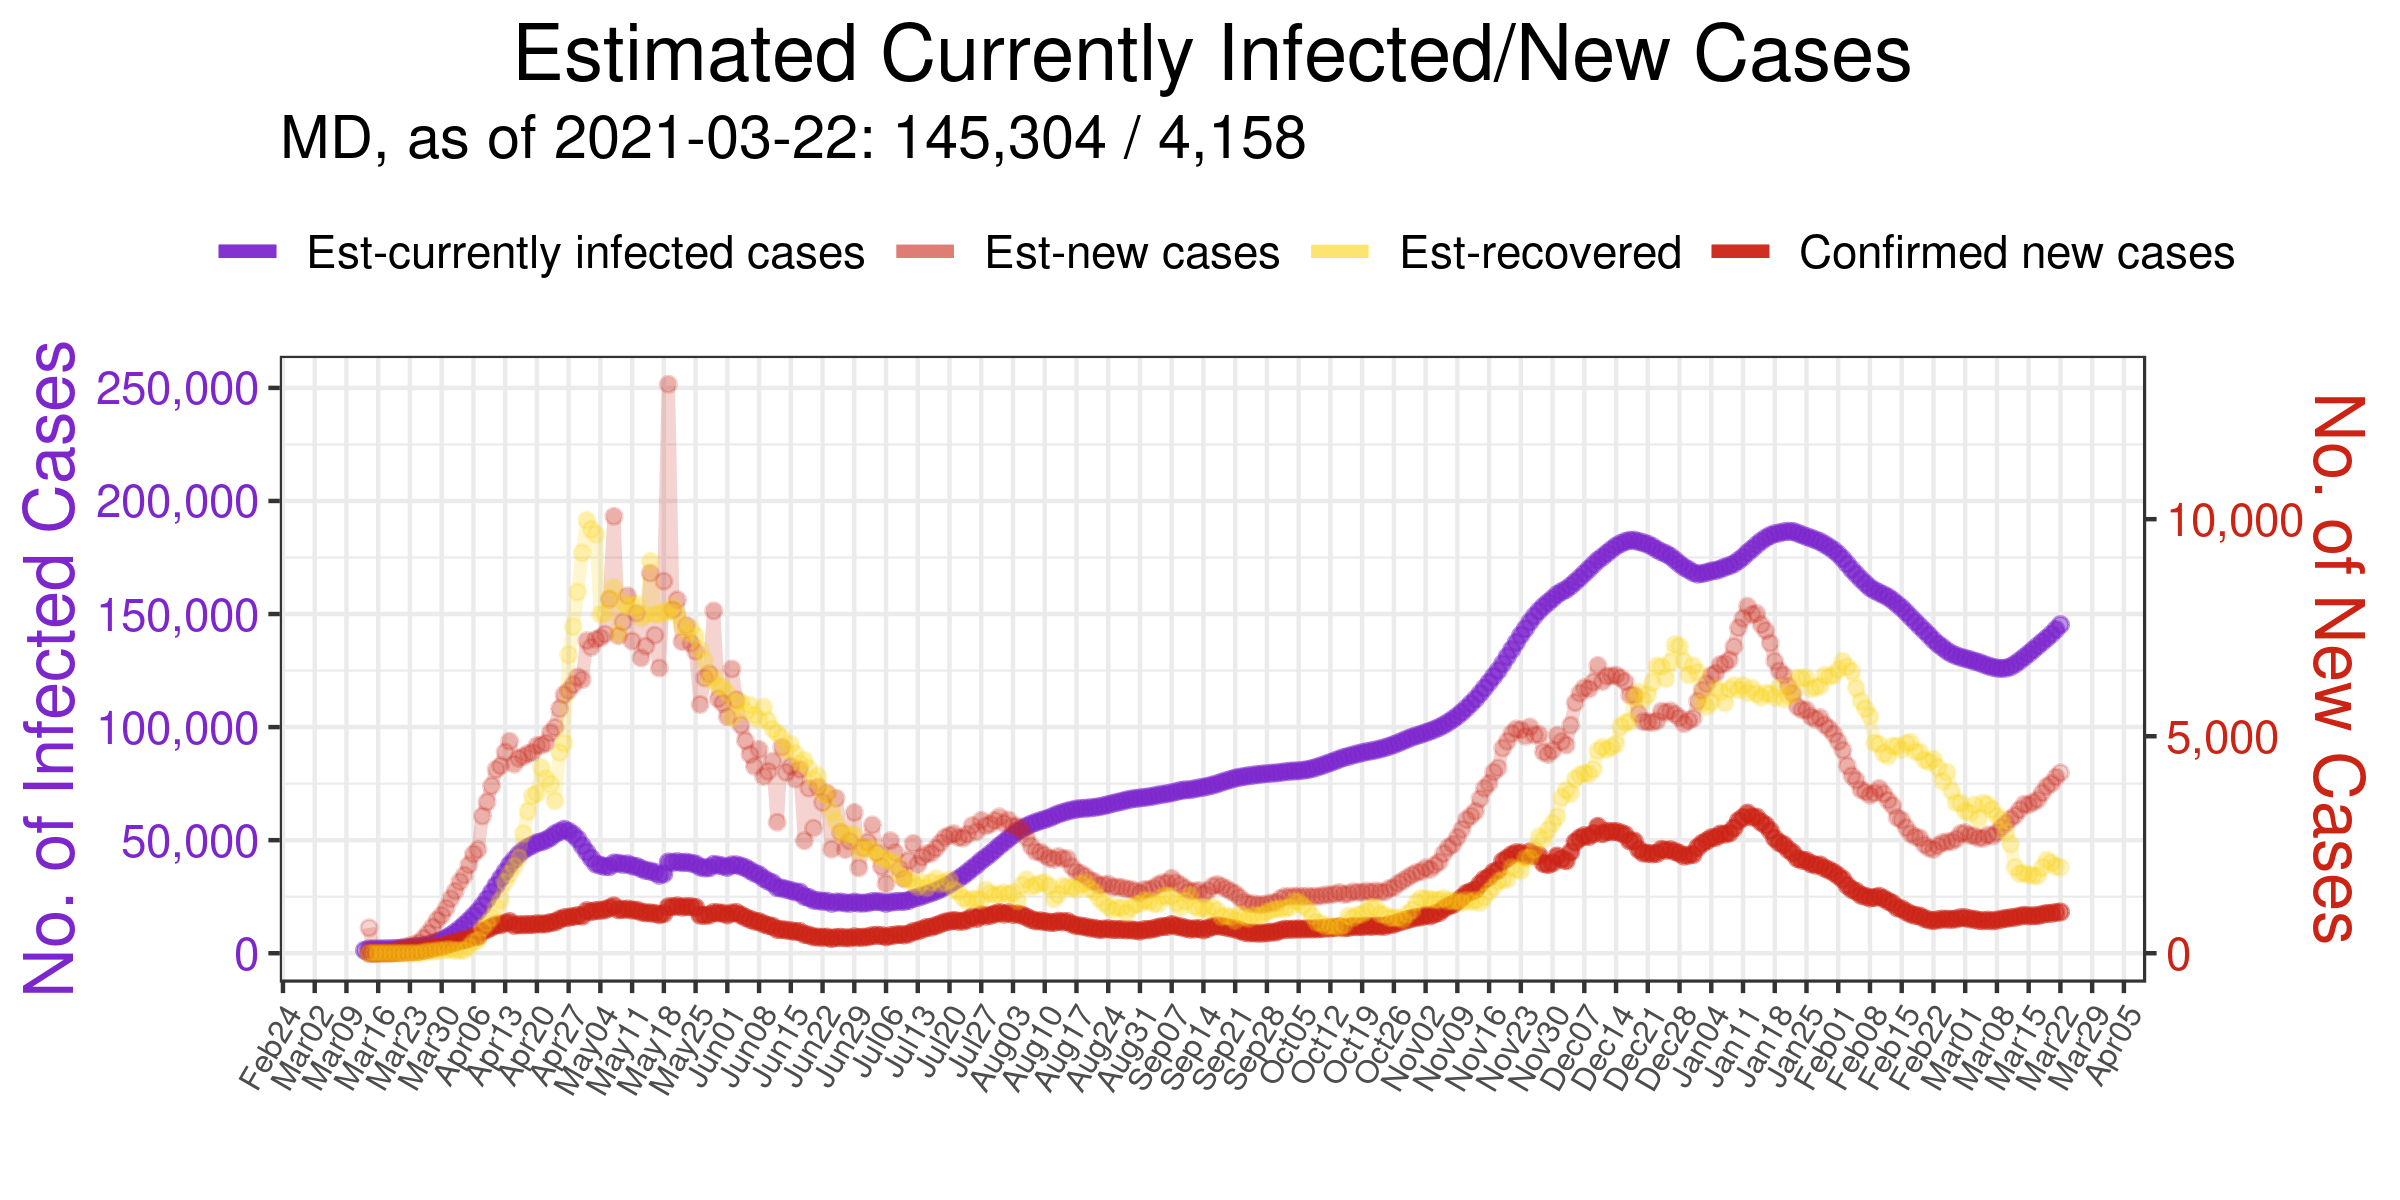 Estimated Currently Infected/New Cases
MD, as of 2021-03-22: 145,304 / 4,158
Est-currently infected cases Est-new cases Est-recovered Confirmed new cases
No. of Infected Cases
250,000
200,000
150,000
100,000
50,000
0
10,000
5,000
0
No. of New Cases
Feb24 Mar02 Mar09 Mar16 Mar23 Mar30 Apr06 Apr13 Apr20 Apr27 May04 May11 May18 May25 Jun01 Jun08 Jun15 Jun22 Jun29 Jul06 Jul13 Jul20 Jul27 Aug03 Aug10 Aug17 Aug24 Aug31 Sep07 Sep14 Sep21 Sep28 Oct05 Oct12 Oct19 Oct26 Nov02 Nov09 Nov16 Nov23 Nov30 Dec07 Dec14 Dec21 Dec28 Jan04 Jan11 Jan18 Jan25 Feb01 Feb08 Feb15 Feb22 Mar01 Mar08 Mar15 Mar22 Mar29 Apr05